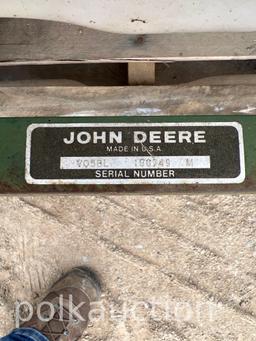 JOHN DEERE
MADE IN U.S.A.
M
SERIAL NUMBER
polkauction